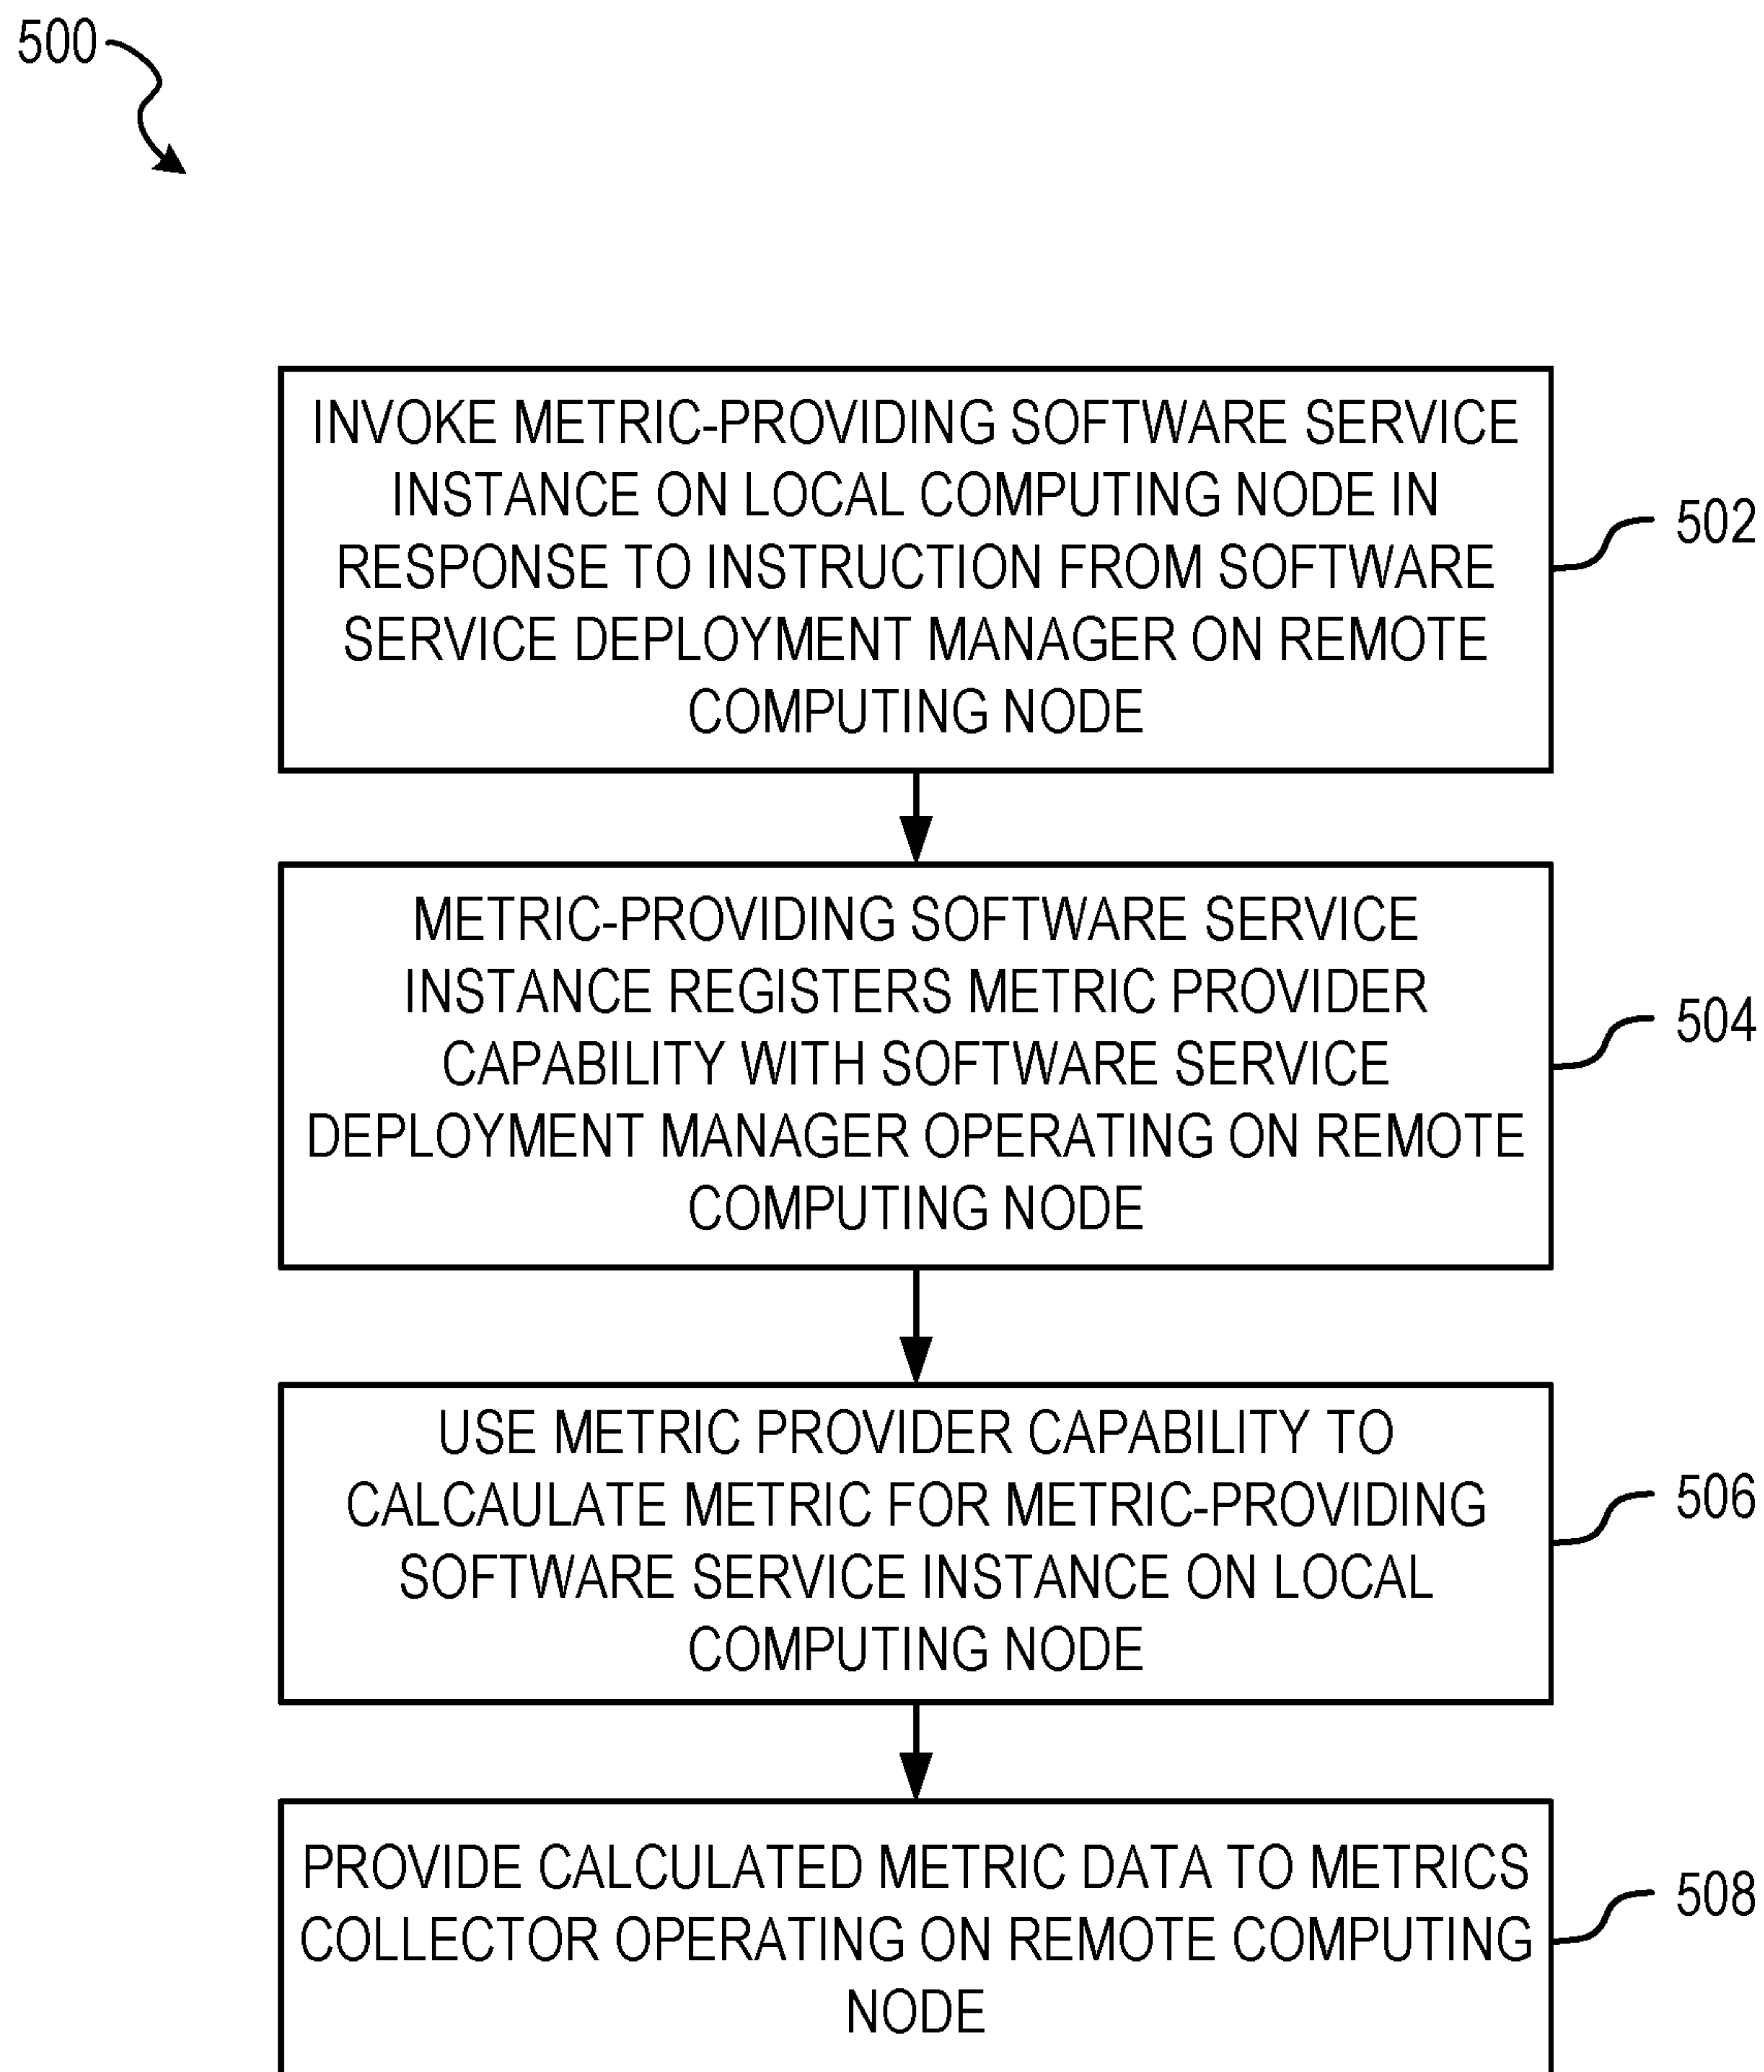 500
INVOKE METRIC-PROVIDING SOFTWARE SERVICE
INSTANCE ON LOCAL COMPUTING NODE IN
RESPONSE TO INSTRUCTION FROM SOFTWARE
SERVICE DEPLOYMENT MANAGER ON REMOTE
COMPUTING NODE
502
METRIC-PROVIDING SOFTWARE SERVICE
INSTANCE REGISTERS METRIC PROVIDER
CAPABILITY WITH SOFTWARE SERVICE
DEPLOYMENT MANAGER OPERATING ON REMOTE
COMPUTING NODE
504
USE METRIC PROVIDER CAPABILITY TO
CALCAULATE METRIC FOR METRIC-PROVIDING
SOFTWARE SERVICE INSTANCE ON LOCAL
COMPUTING NODE
506
PROVIDE CALCULATED METRIC DATA TO METRICS
COLLECTOR OPERATING ON REMOTE COMPUTING
NODE
508